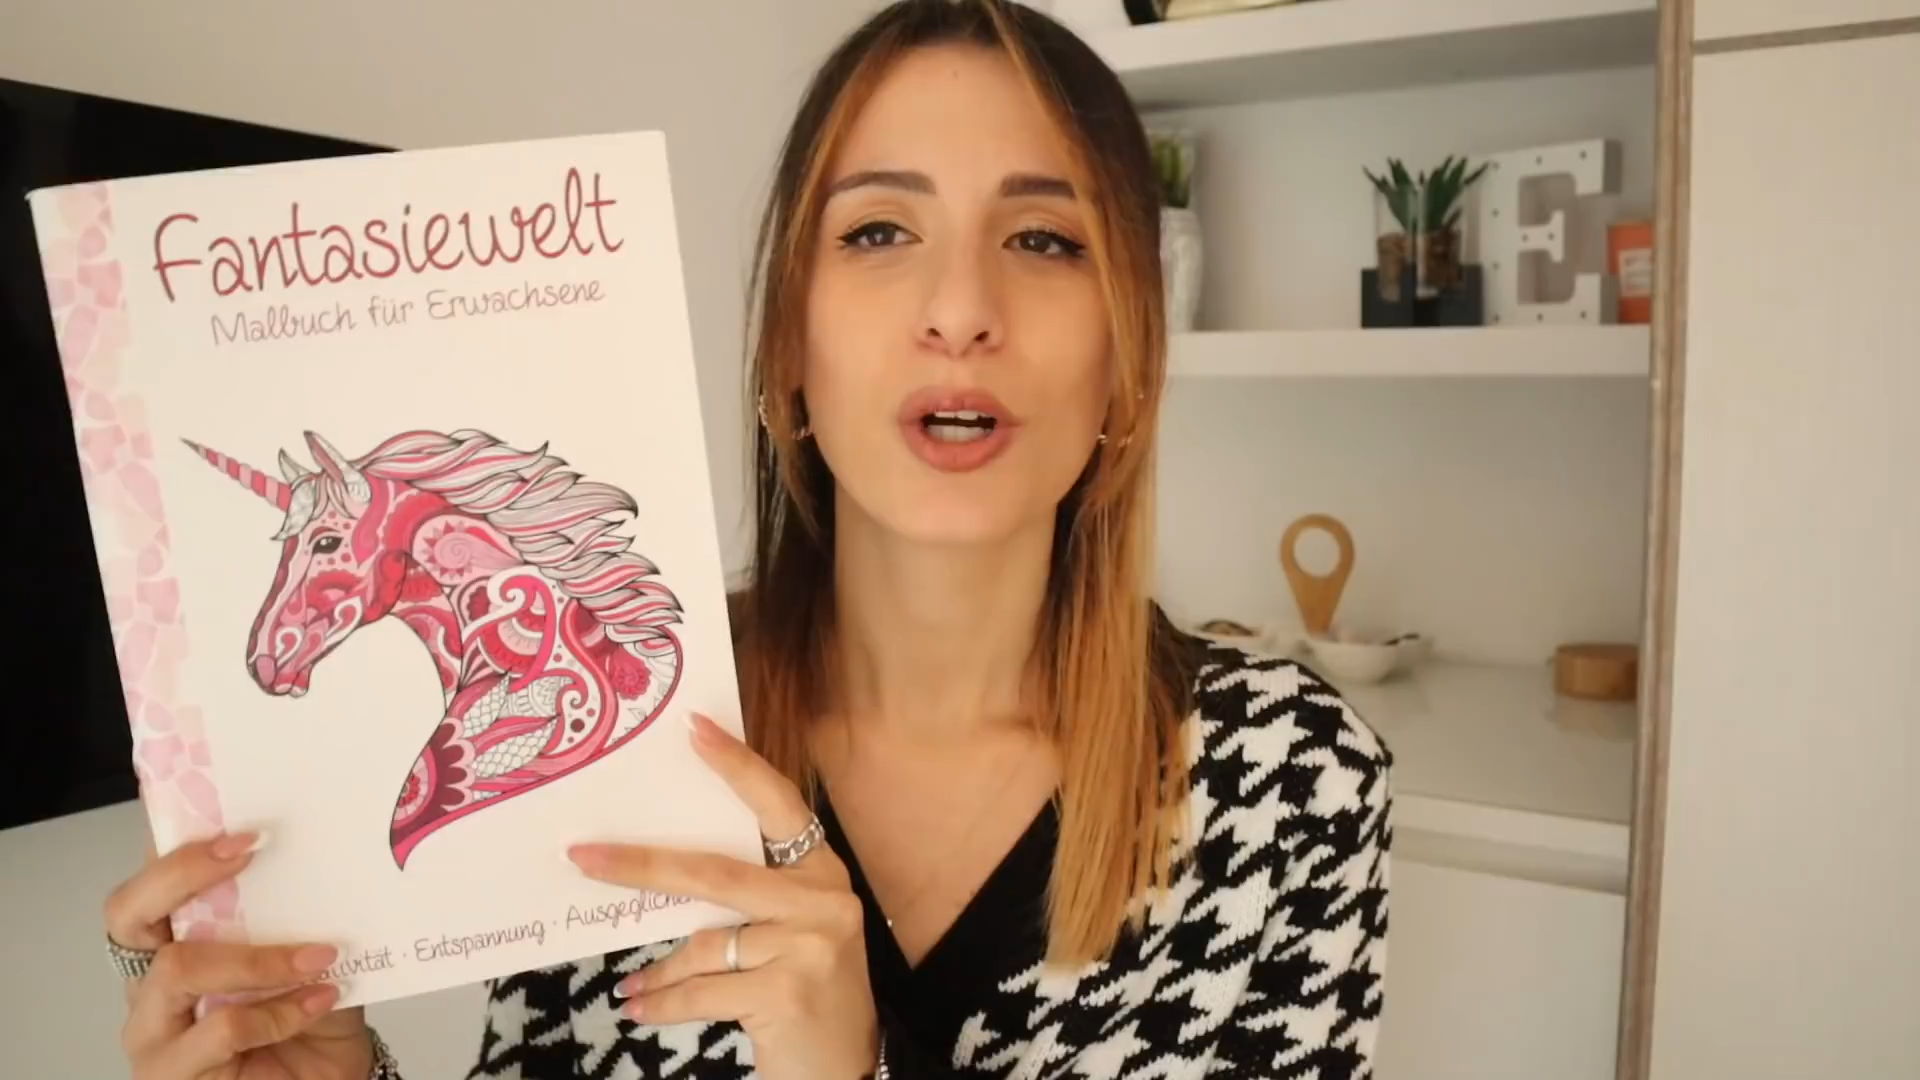 Fantasiewelt
Malbuch für Erwachsene
· Entspannung ·
E